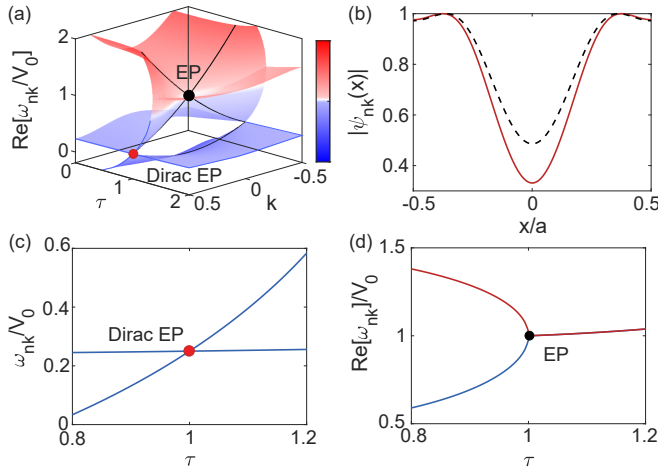 (a)
Re[ω_nk/V_0]
2
1
0
0
1
2
τ
EP
Dirac EP
0.5
0
-0.5
k
(b)
|ψ_nk(x)|
1
0.8
0.6
0.4
-0.5
0
0.5
x/a
(c)
ω_nk/V_0
0.6
0.4
0.2
0
Dirac EP
0.8
1
1.2
τ
(d)
Re[ω_nk]/V_0
1.5
1
0.5
EP
0.8
1
1.2
τ